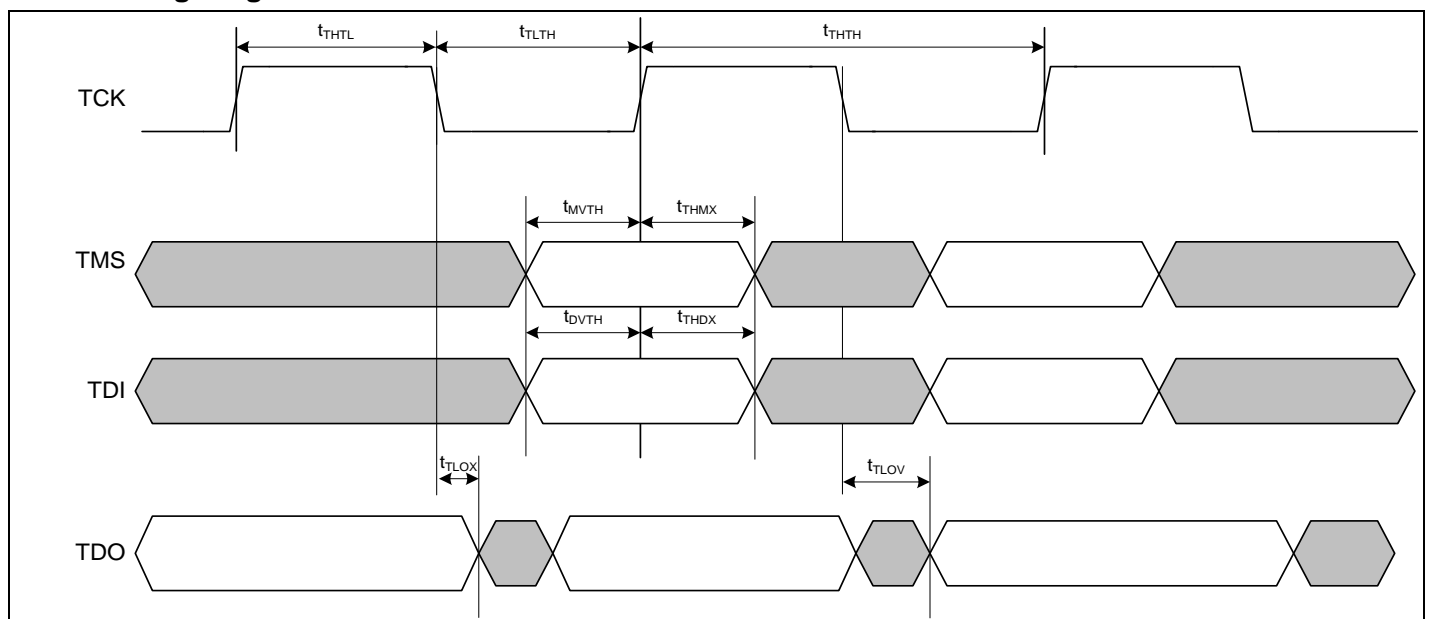 tTHTL tTLTH tTHTH
TCK
tMVTH tTHMX
TMS
tDVTH tTHDX
TDI
tTLOX tTLOV
TDO